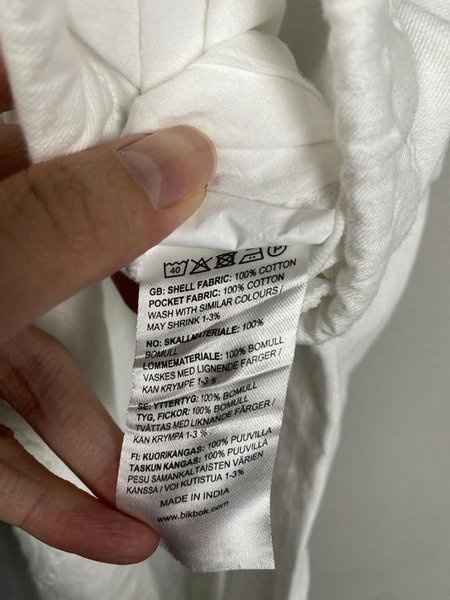 40 P
GB: SHELL FABRIC: 100% COTTON
POCKET FABRIC: 100% COTTON
WASH WITH SIMILAR COLOURS /
MAY SHRINK 1-3%
NO: SKALLMATERIALE: 100%
BOMULL
LOMMEMATERIALE: 100% BOMULL
VASKES MED LIGNENDE FARGER /
KAN KRYMPE 1-3 %
SE: YTTERTYG: 100% BOMULL
TYG, FICKOR: 100% BOMULL /
TVÄTTAS MED LIKNANDE FÄRGER /
KAN KRYMPA 1-3 %
FI: KUORIKANGAS: 100% PUUVILLA
TASKUN KANGAS: 100% PUUVILLA
PESU SAMANKALTAISTEN VÄRIEN
KANSSA / VOI KUTISTUA 1-3%
MADE IN INDIA
www.bikbok.com